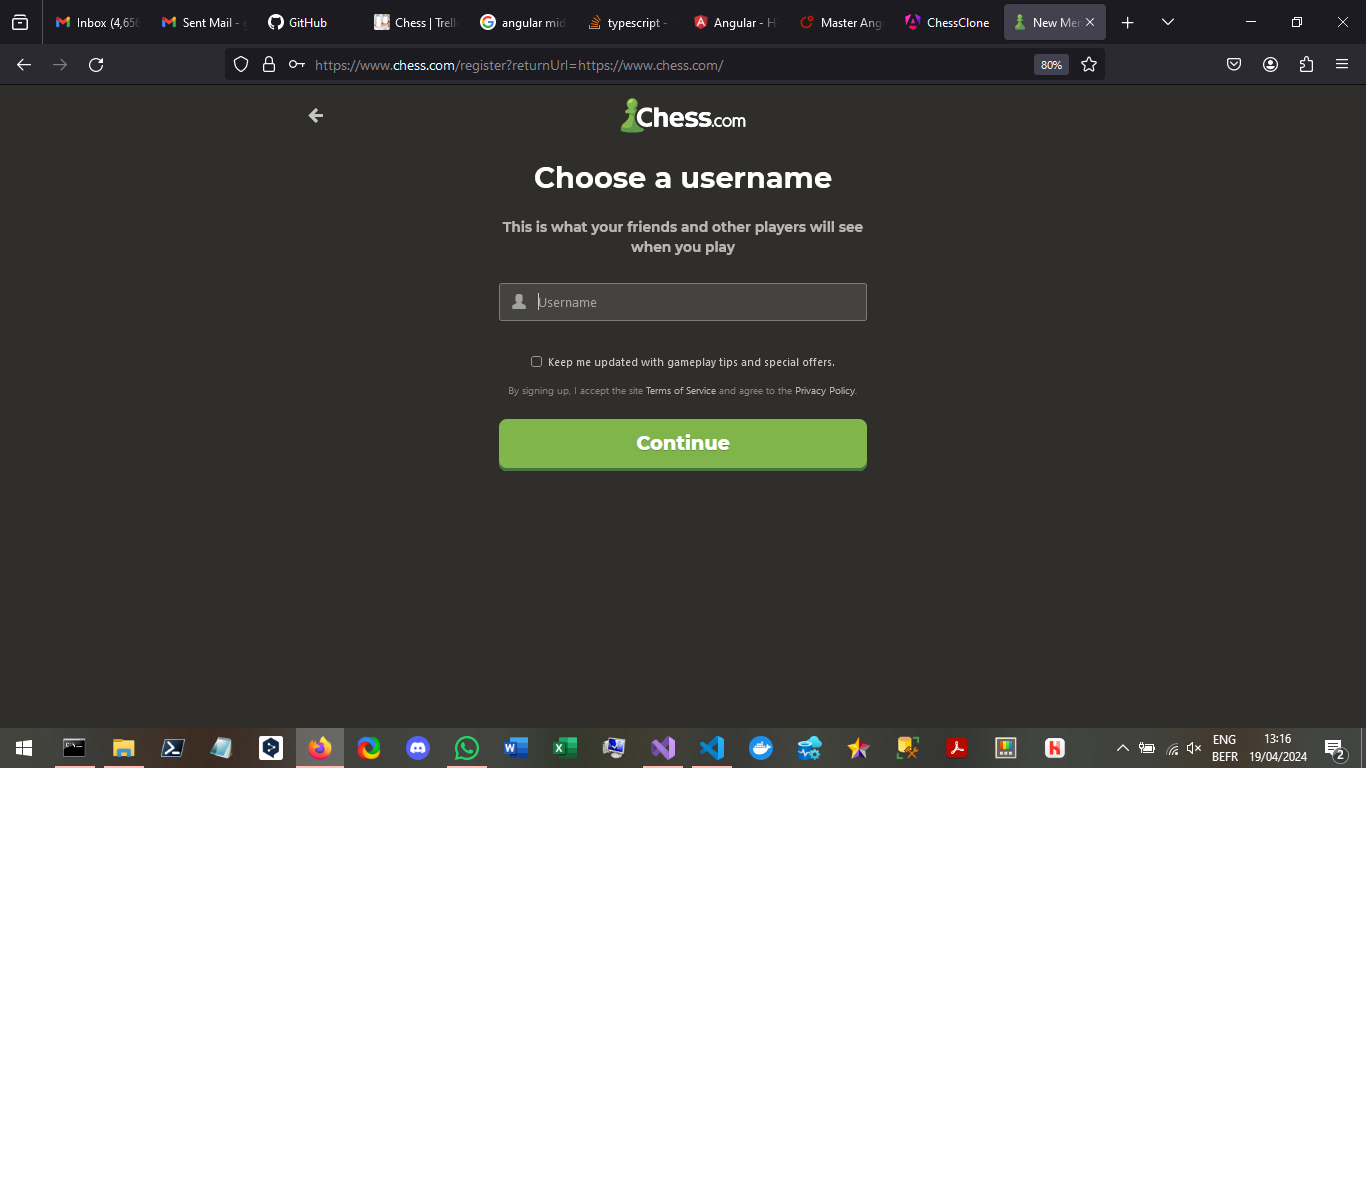 Inbox (4,656
Sent Mail - g
GitHub
Chess | Trell
angular mid
typescript -
Angular - H
Master Ang
ChessClone
New Mem
https://www.chess.com/register?returnUrl=https://www.chess.com/
80%
Chess.com
Choose a username
This is what your friends and other players will see
when you play
Username
Keep me updated with gameplay tips and special offers.
By signing up, I accept the site Terms of Service and agree to the Privacy Policy.
Continue
ENG
BEFR
13:16
19/04/2024
2